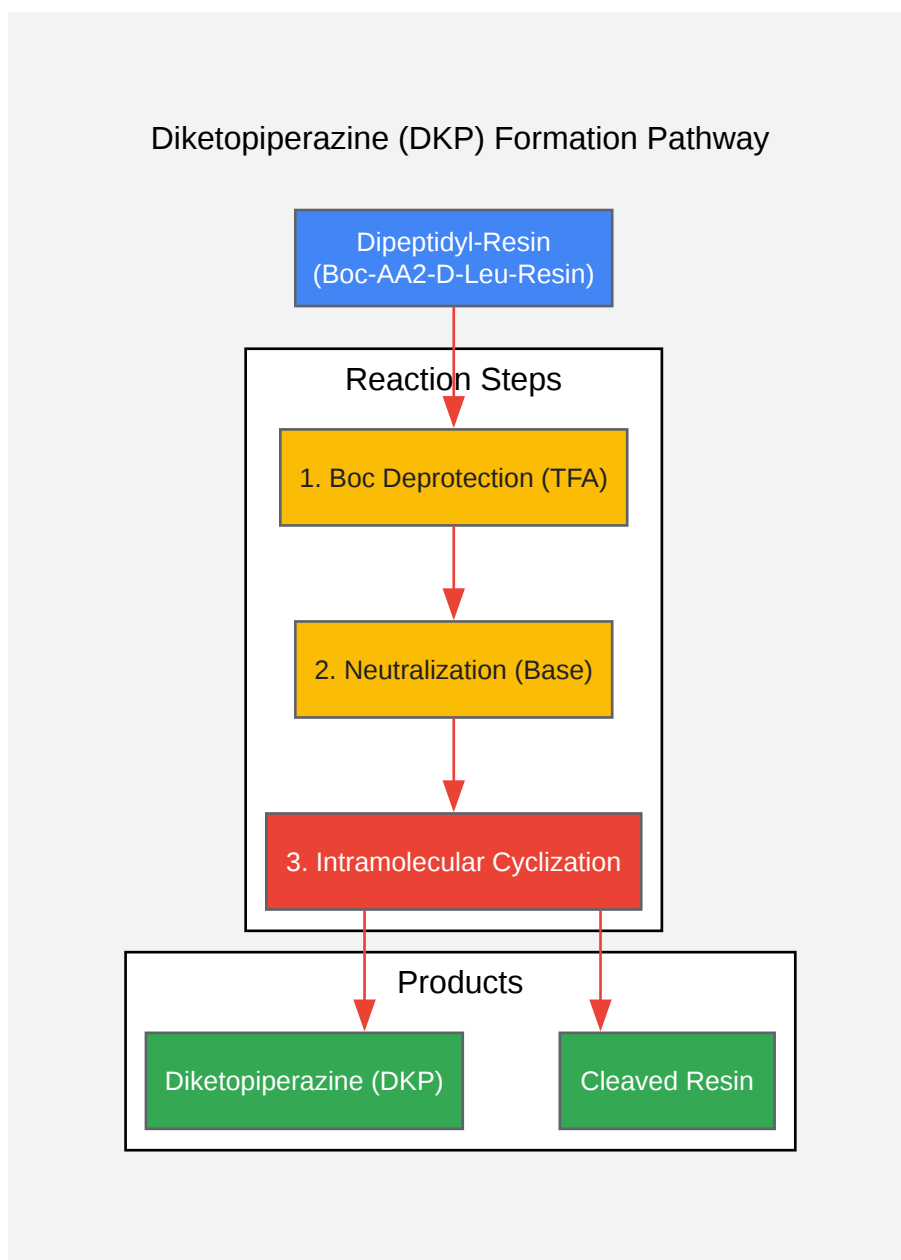 Diketopiperazine (DKP) Formation Pathway
Dipeptidyl-Resin
(Boc-AA2-D-Leu-Resin)
Reaction Steps
1. Boc Deprotection (TFA)
2. Neutralization (Base)
3. Intramolecular Cyclization
Products
Diketopiperazine (DKP)
Cleaved Resin